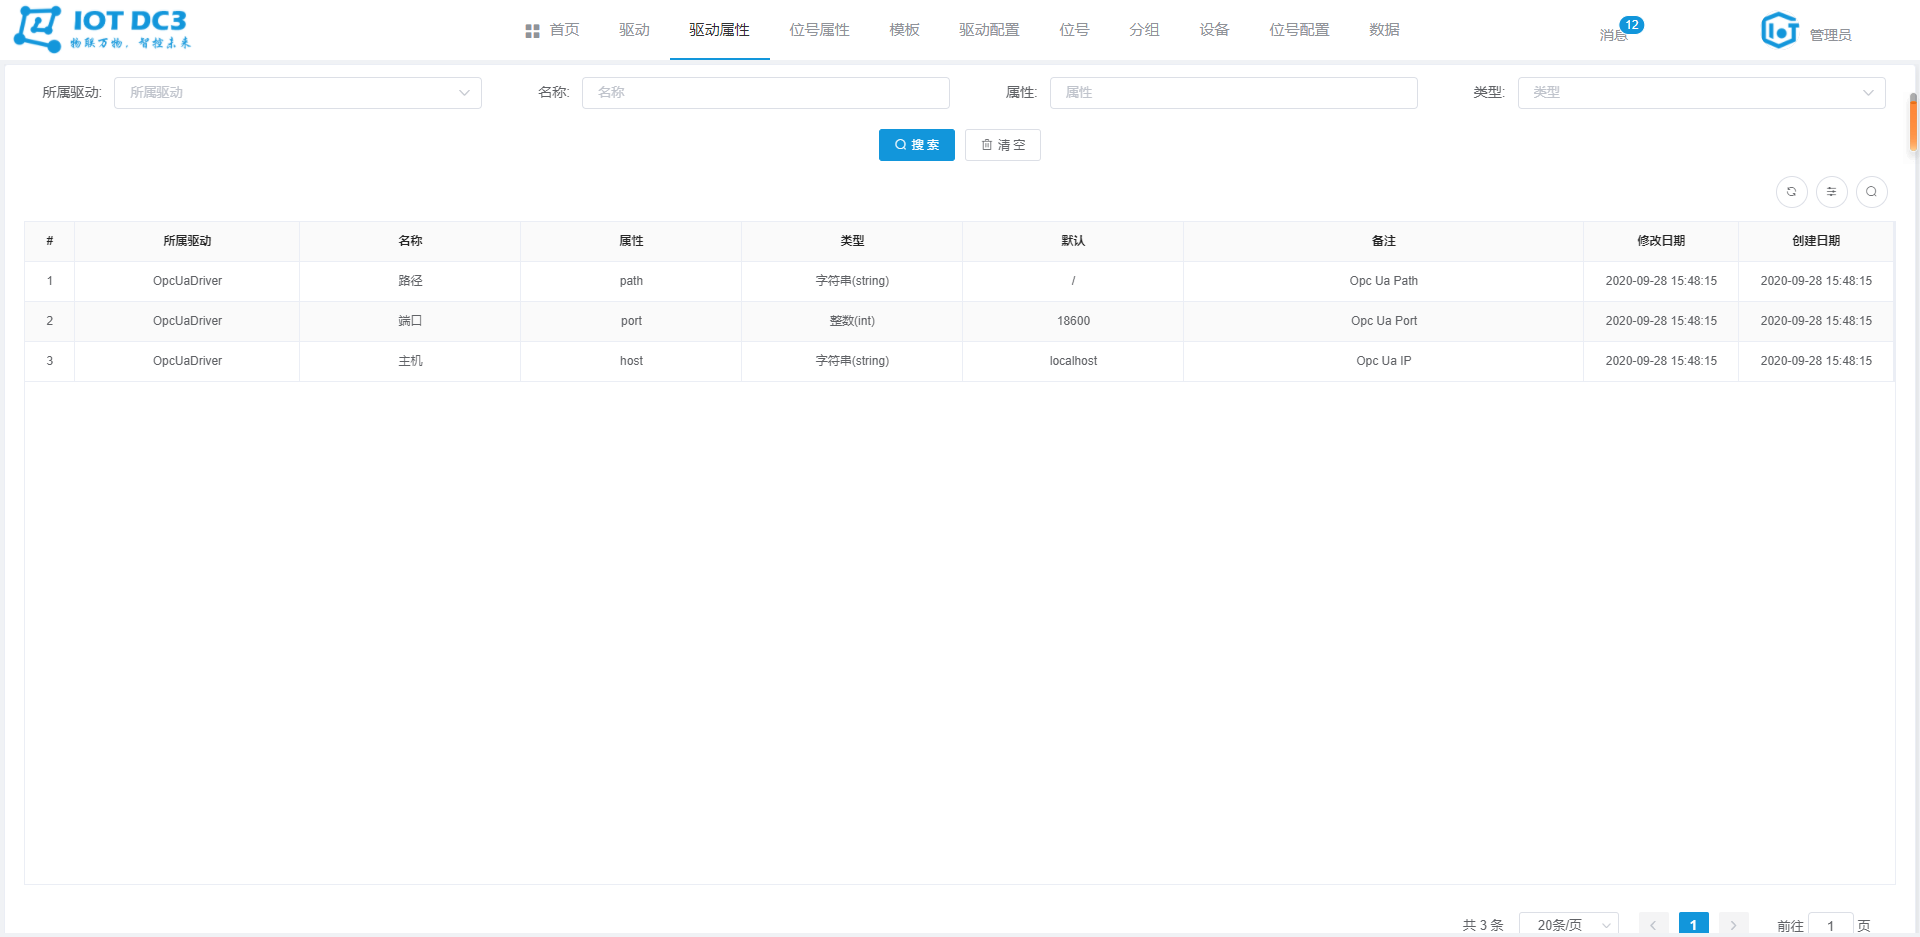 IOT DC3
物联万物，智控未来
首页 驱动 驱动属性 位号属性 模板 驱动配置 位号 分组 设备 位号配置 数据
消息 12
管理员
所属驱动: 所属驱动 名称: 名称 属性: 属性 类型: 类型
搜 索 清 空
# 所属驱动 名称 属性 类型 默认 备注 修改日期 创建日期
1 OpcUaDriver 路径 path 字符串(string) / Opc Ua Path 2020-09-28 15:48:15 2020-09-28 15:48:15
2 OpcUaDriver 端口 port 整数(int) 18600 Opc Ua Port 2020-09-28 15:48:15 2020-09-28 15:48:15
3 OpcUaDriver 主机 host 字符串(string) localhost Opc Ua IP 2020-09-28 15:48:15 2020-09-28 15:48:15
共 3 条 20条/页 1 前往 1 页